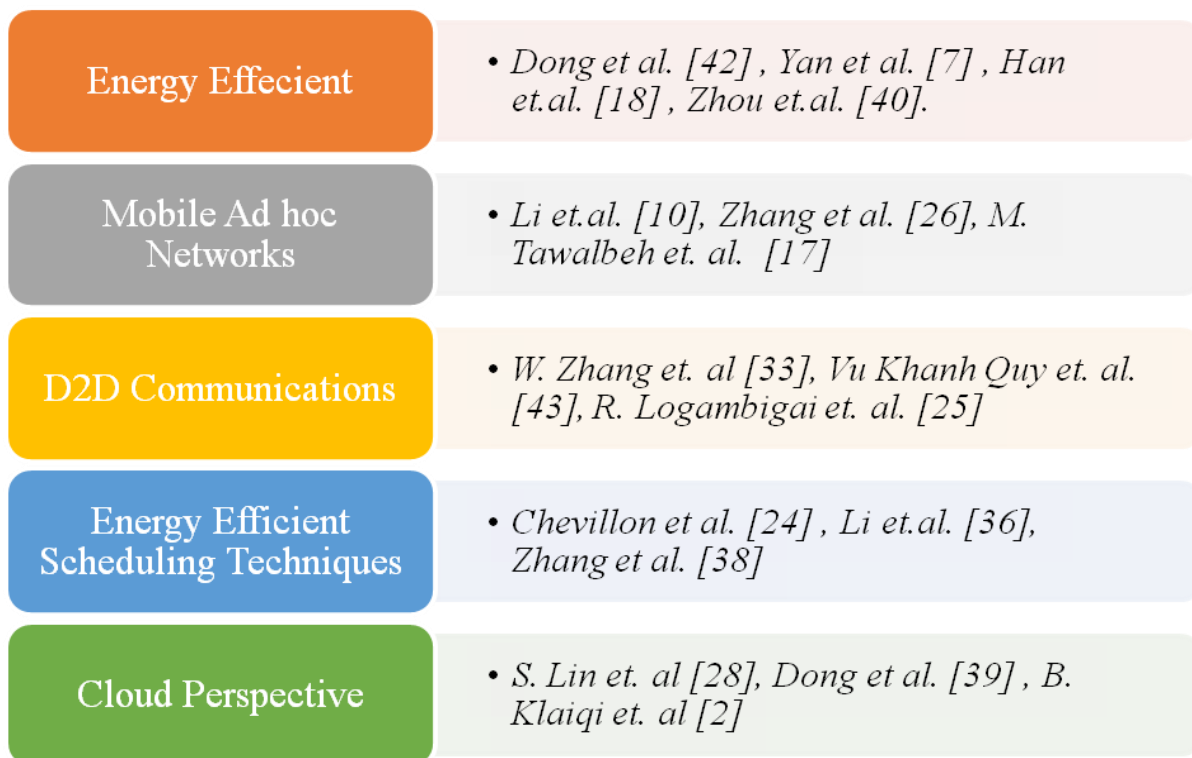 Energy Effecient
• Dong et al. [42] , Yan et al. [7] , Han
et.al. [18] , Zhou et.al. [40].
Mobile Ad hoc
Networks
• Li et.al. [10], Zhang et al. [26], M.
Tawalbeh et. al. [17]
D2D Communications
• W. Zhang et. al [33], Vu Khanh Quy et. al.
[43], R. Logambigai et. al. [25]
Energy Efficient
Scheduling Techniques
• Chevillon et al. [24] , Li et.al. [36],
Zhang et al. [38]
Cloud Perspective
• S. Lin et. al [28], Dong et al. [39] , B.
Klaiqi et. al [2]